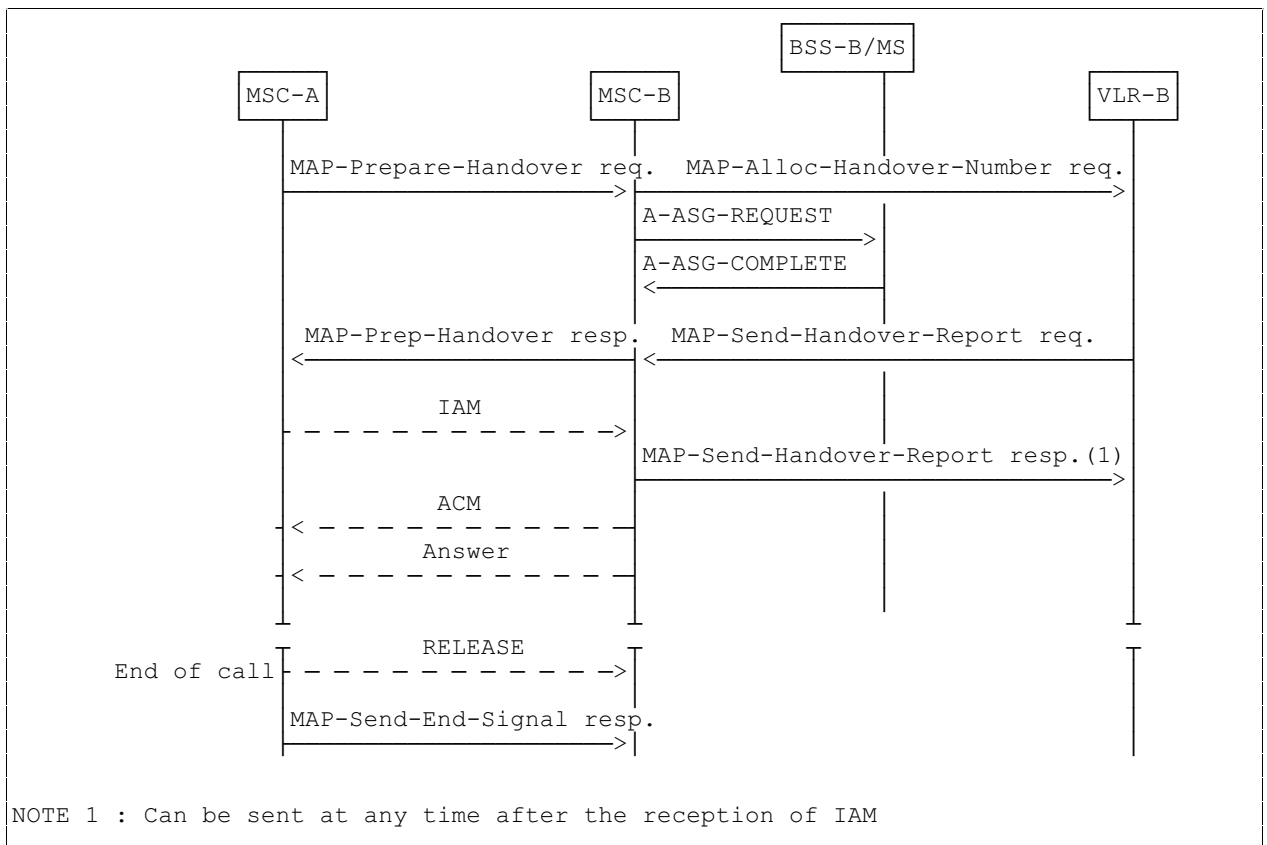 BSS-B/MS
MSC-A MSC-B VLR-B
MAP-Prepare-Handover req. MAP-Alloc-Handover-Number req.
A-ASG-REQUEST
A-ASG-COMPLETE
MAP-Prep-Handover resp. MAP-Send-Handover-Report req.
IAM
MAP-Send-Handover-Report resp.(1)
ACM
Answer
RELEASE
End of call
MAP-Send-End-Signal resp.
NOTE 1 : Can be sent at any time after the reception of IAM